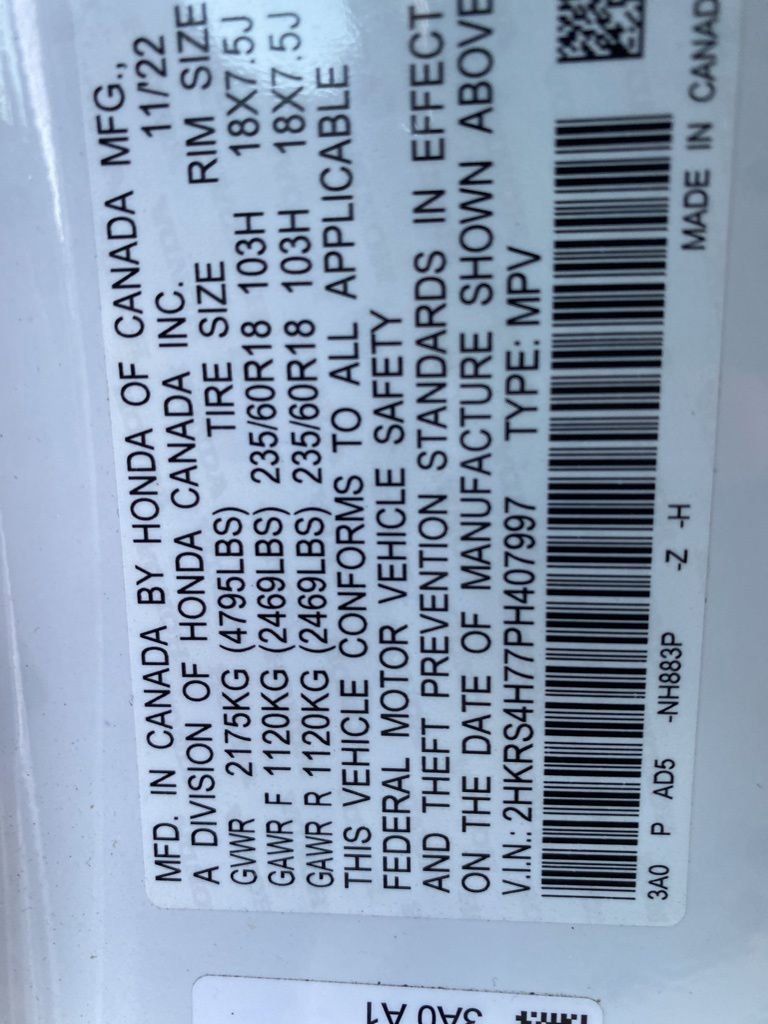 MFD. IN CANADA BY HONDA OF CANADA MFG.,
A DIVISION OF HONDA CANADA INC. 11/'22
GVWR 2175KG (4795LBS) TIRE SIZE RIM SIZE
GAWR F 1120KG (2469LBS) 235/60R18 103H 18X7.5J
GAWR R 1120KG (2469LBS) 235/60R18 103H 18X7.5J
THIS VEHICLE CONFORMS TO ALL APPLICABLE
FEDERAL MOTOR VEHICLE SAFETY
AND THEFT PREVENTION STANDARDS IN EFFECT
ON THE DATE OF MANUFACTURE SHOWN ABOVE
V.I.N.: 2HKRS4H77PH407997 TYPE: MPV
3A0 P AD5 -NH883P -Z -H MADE IN CANAD
3A0 A1